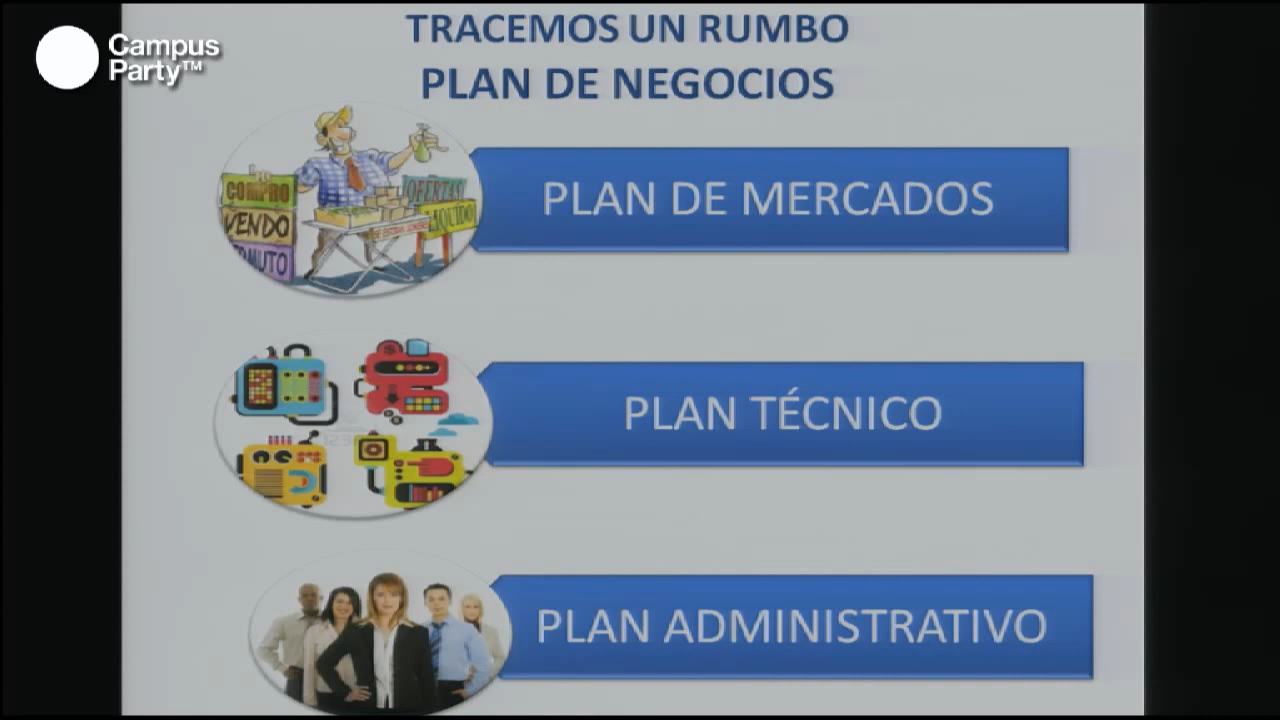 Campus
Party™
TRACEMOS UN RUMBO
PLAN DE NEGOCIOS
COMPRO
VENDO
OFERTAS
PLAN DE MERCADOS
PLAN TÉCNICO
PLAN ADMINISTRATIVO